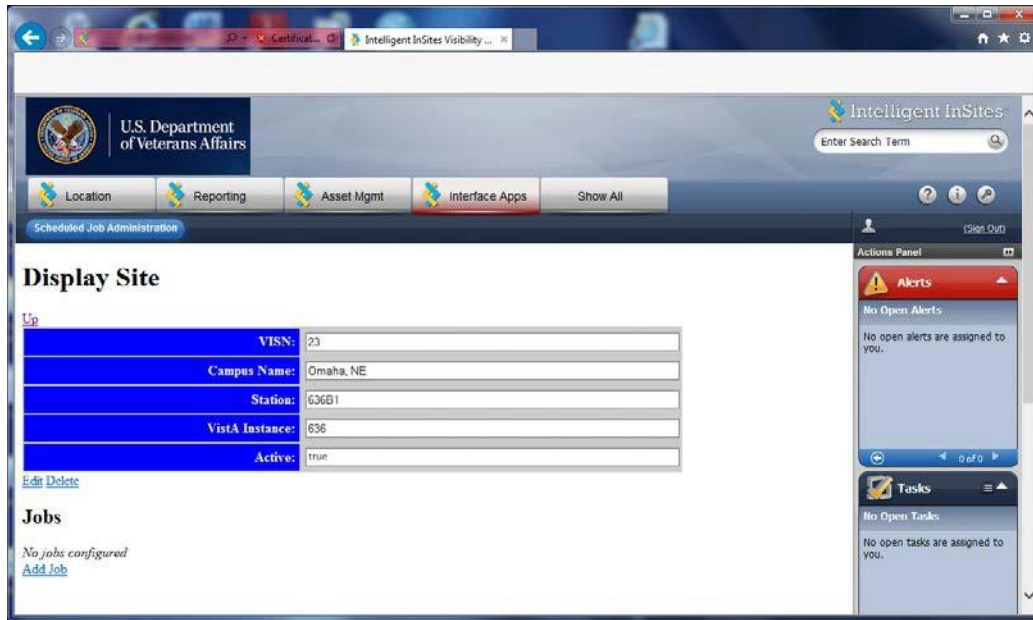 Certificat...
Intelligent InSites Visibility ...
U.S. Department
of Veterans Affairs
Intelligent InSites
Enter Search Term
Location
Reporting
Asset Mgmt
Interface Apps
Show All
Scheduled Job Administration
(Sign Out)
Actions Panel
Display Site
Up
VISN: 23
Campus Name: Omaha, NE
Station: 636B1
VistA Instance: 636
Active: true
Edit Delete
Jobs
No jobs configured
Add Job
Alerts
No Open Alerts
No open alerts are assigned to
you.
0 of 0
Tasks
No Open Tasks
No open tasks are assigned to
you.